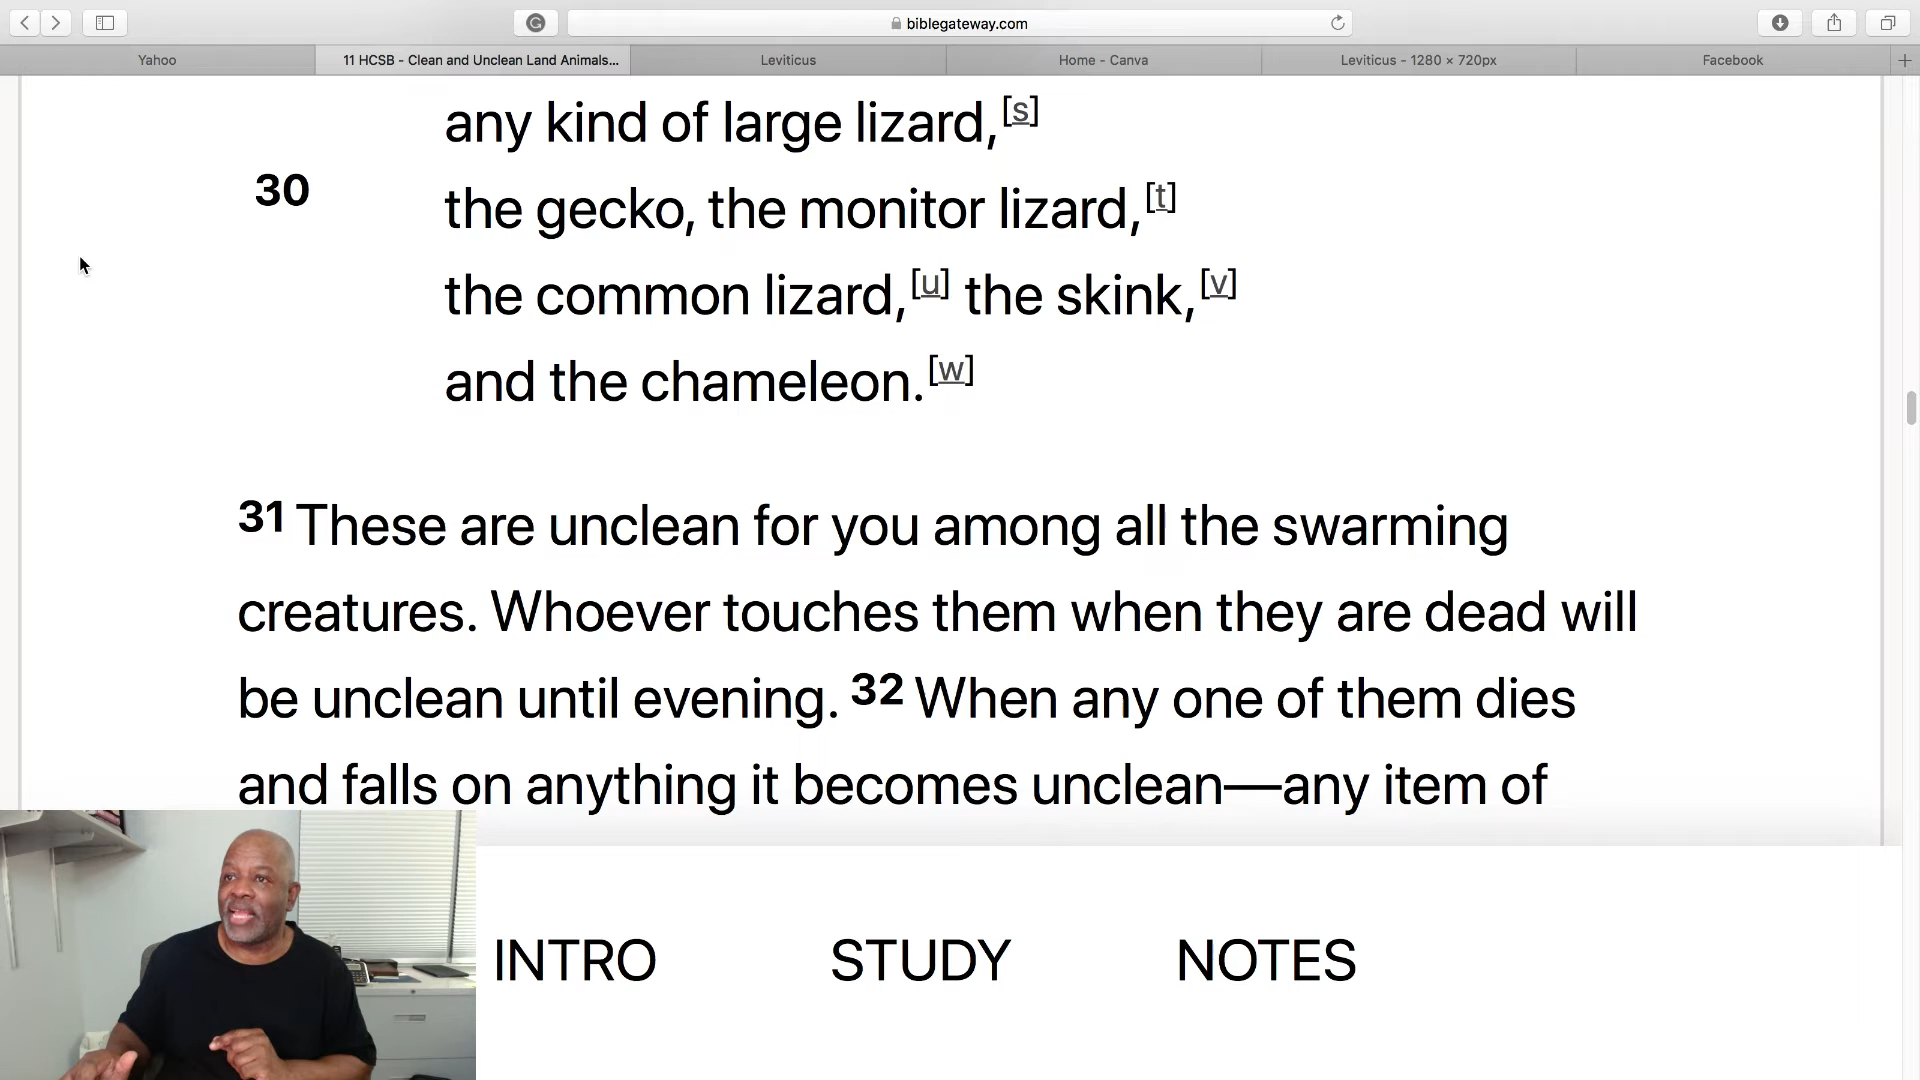 biblegateway.com
Yahoo
11 HCSB - Clean and Unclean Land Animals...
Leviticus
Home - Canva
Leviticus - 1280 × 720px
Facebook
any kind of large lizard,[s]
30 the gecko, the monitor lizard,[t]
the common lizard,[u] the skink,[v]
and the chameleon.[w]
31 These are unclean for you among all the swarming
creatures. Whoever touches them when they are dead will
be unclean until evening. 32 When any one of them dies
and falls on anything it becomes unclean—any item of
INTRO STUDY NOTES